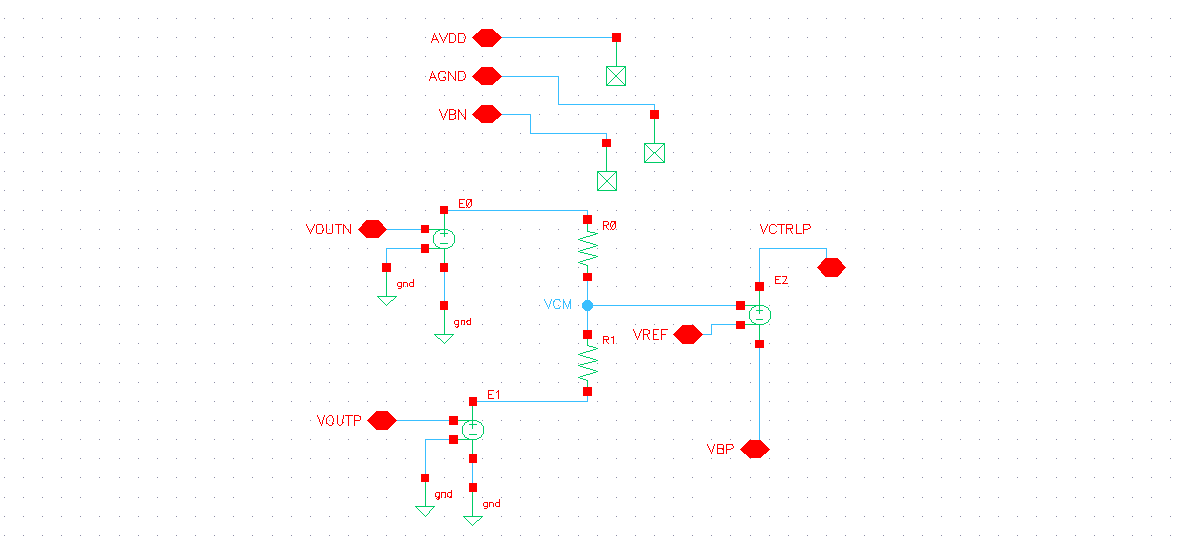 AVDD
AGND
VBN
E0
VOUTN
R0
VCTRLP
gnd
E2
VCM
gnd
VREF
R1
E1
VOUTP
VBP
gnd
gnd